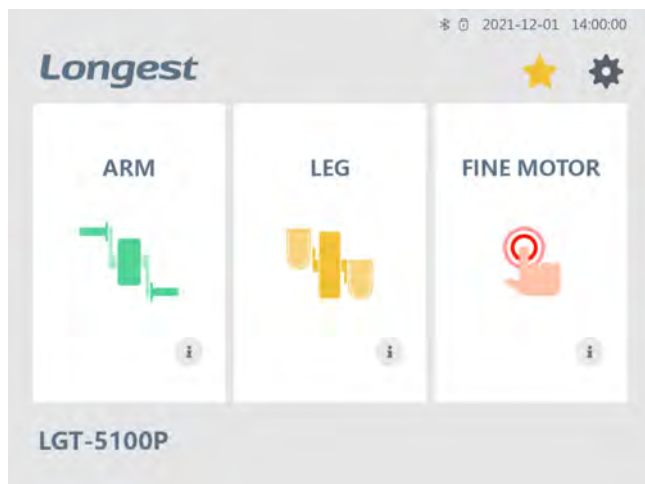 2021-12-01 14:00:00
Longest
ARM
LEG
FINE MOTOR
i
i
i
LGT-5100P